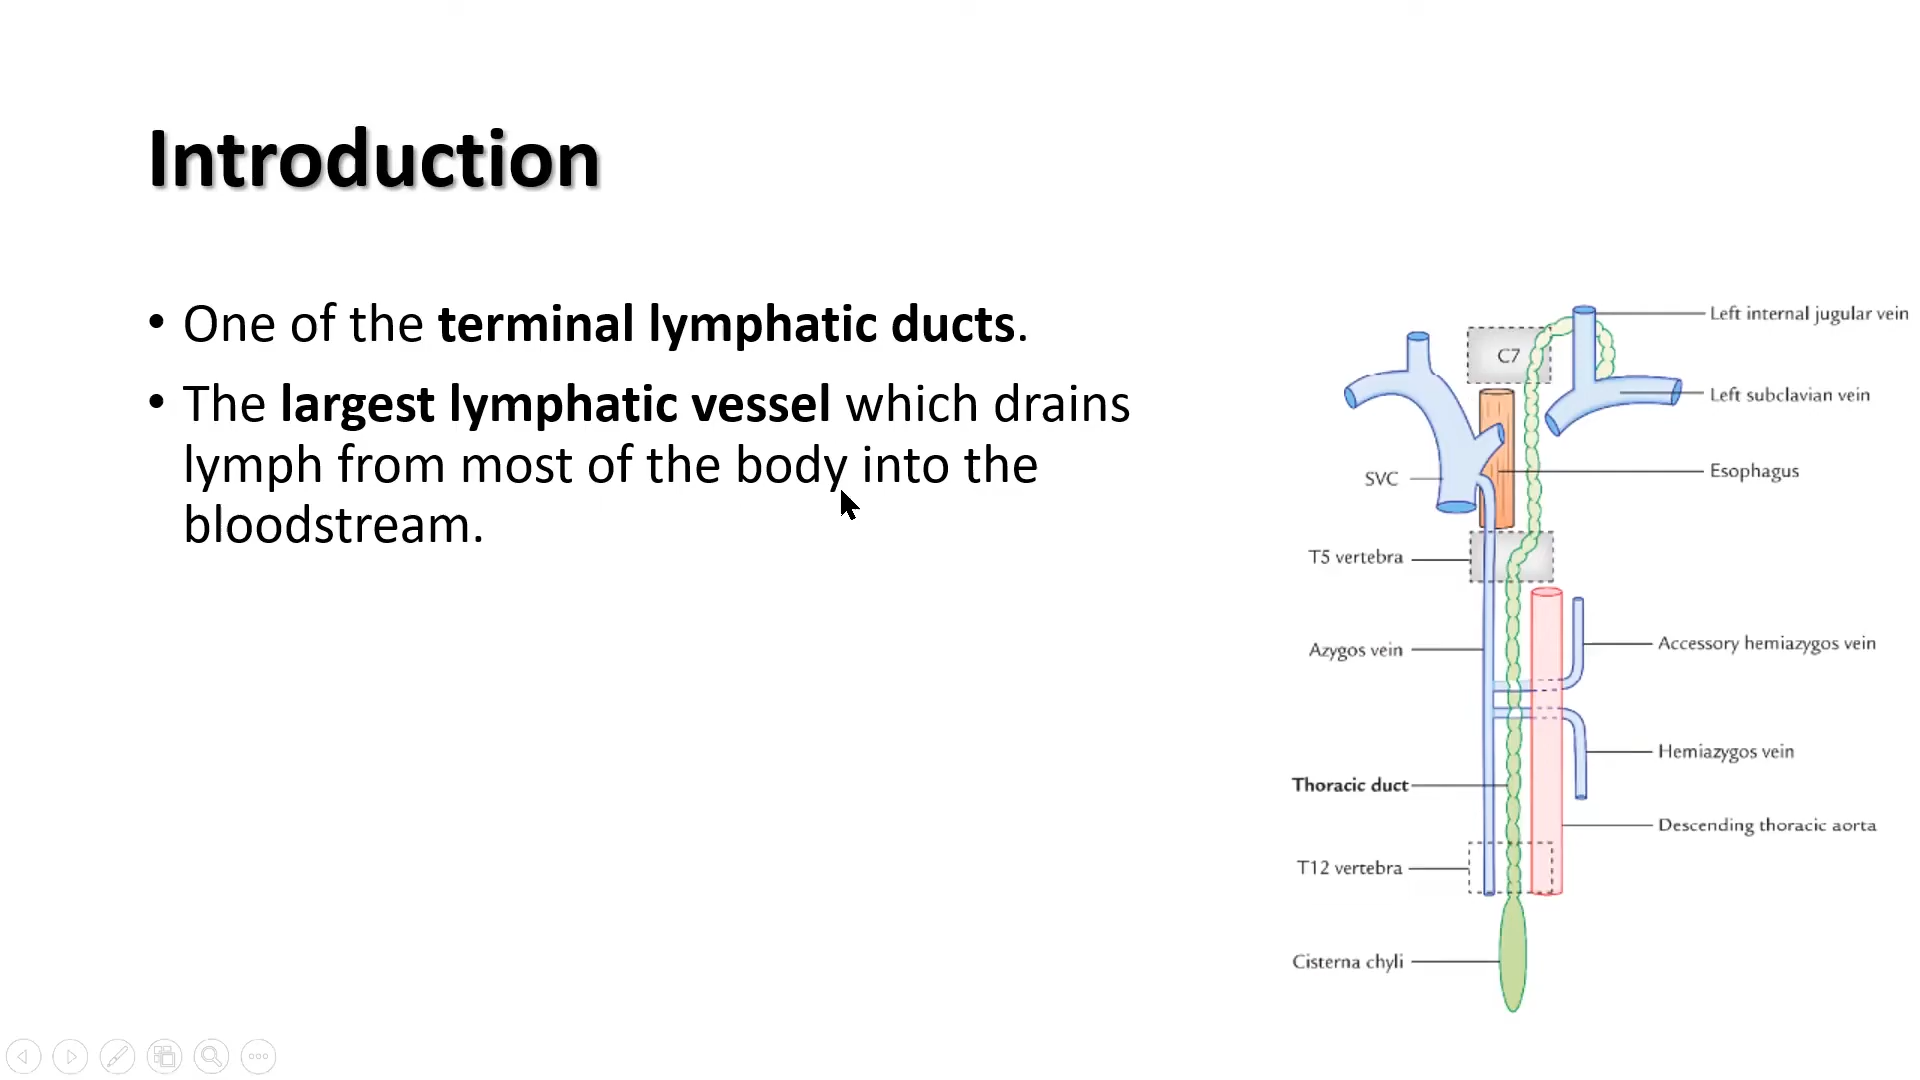 Introduction
• One of the terminal lymphatic ducts.
• The largest lymphatic vessel which drains
lymph from most of the body into the
bloodstream.
Left internal jugular vein
C7
Left subclavian vein
Esophagus
SVC
T5 vertebra
Accessory hemiazygos vein
Azygos vein
Hemiazygos vein
Thoracic duct
Descending thoracic aorta
T12 vertebra
Cisterna chyli